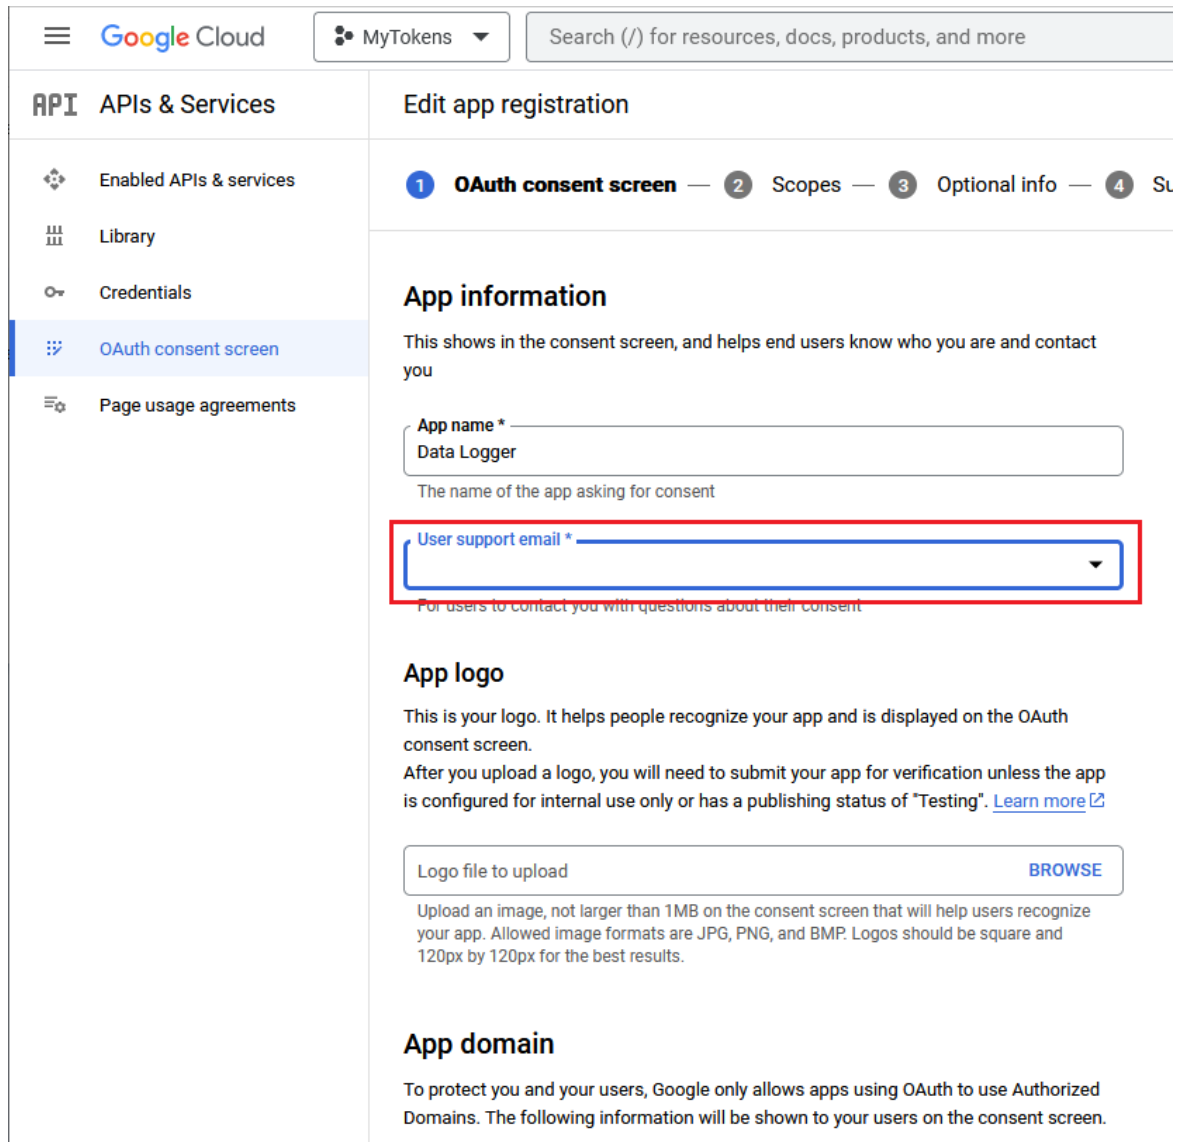 Google Cloud
MyTokens
Search (/) for resources, docs, products, and more
API APIs & Services
Edit app registration
Enabled APIs & services
Library
Credentials
OAuth consent screen
Page usage agreements
1 OAuth consent screen — 2 Scopes — 3 Optional info — 4 Su
App information
This shows in the consent screen, and helps end users know who you are and contact
you
App name *
Data Logger
The name of the app asking for consent
User support email *
For users to contact you with questions about their consent
App logo
This is your logo. It helps people recognize your app and is displayed on the OAuth
consent screen.
After you upload a logo, you will need to submit your app for verification unless the app
is configured for internal use only or has a publishing status of "Testing". Learn more
Logo file to upload BROWSE
Upload an image, not larger than 1MB on the consent screen that will help users recognize
your app. Allowed image formats are JPG, PNG, and BMP. Logos should be square and
120px by 120px for the best results.
App domain
To protect you and your users, Google only allows apps using OAuth to use Authorized
Domains. The following information will be shown to your users on the consent screen.